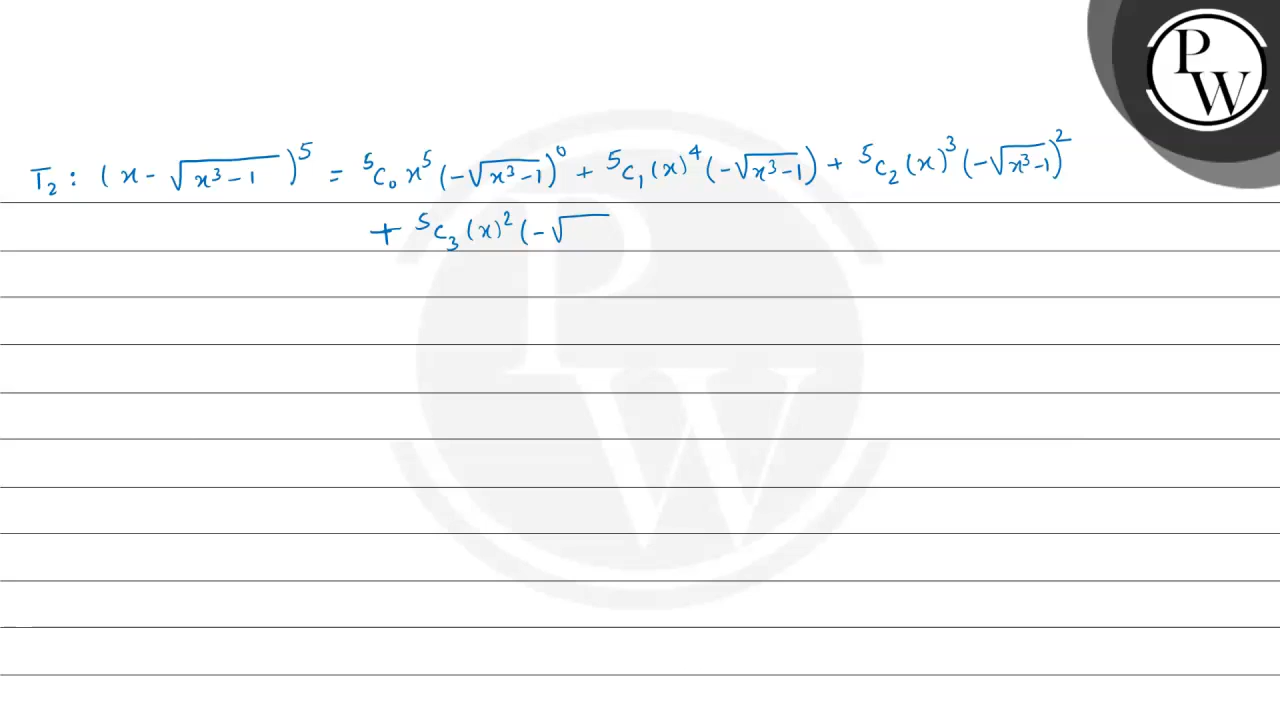 P W
T₂ : (x - √(x³-1))⁵ = ⁵C₀ x⁵ (-√(x³-1))⁰ + ⁵C₁ (x)⁴ (-√(x³-1)) + ⁵C₂ (x)³ (-√(x³-1))²
+ ⁵C₃ (x)² (-√